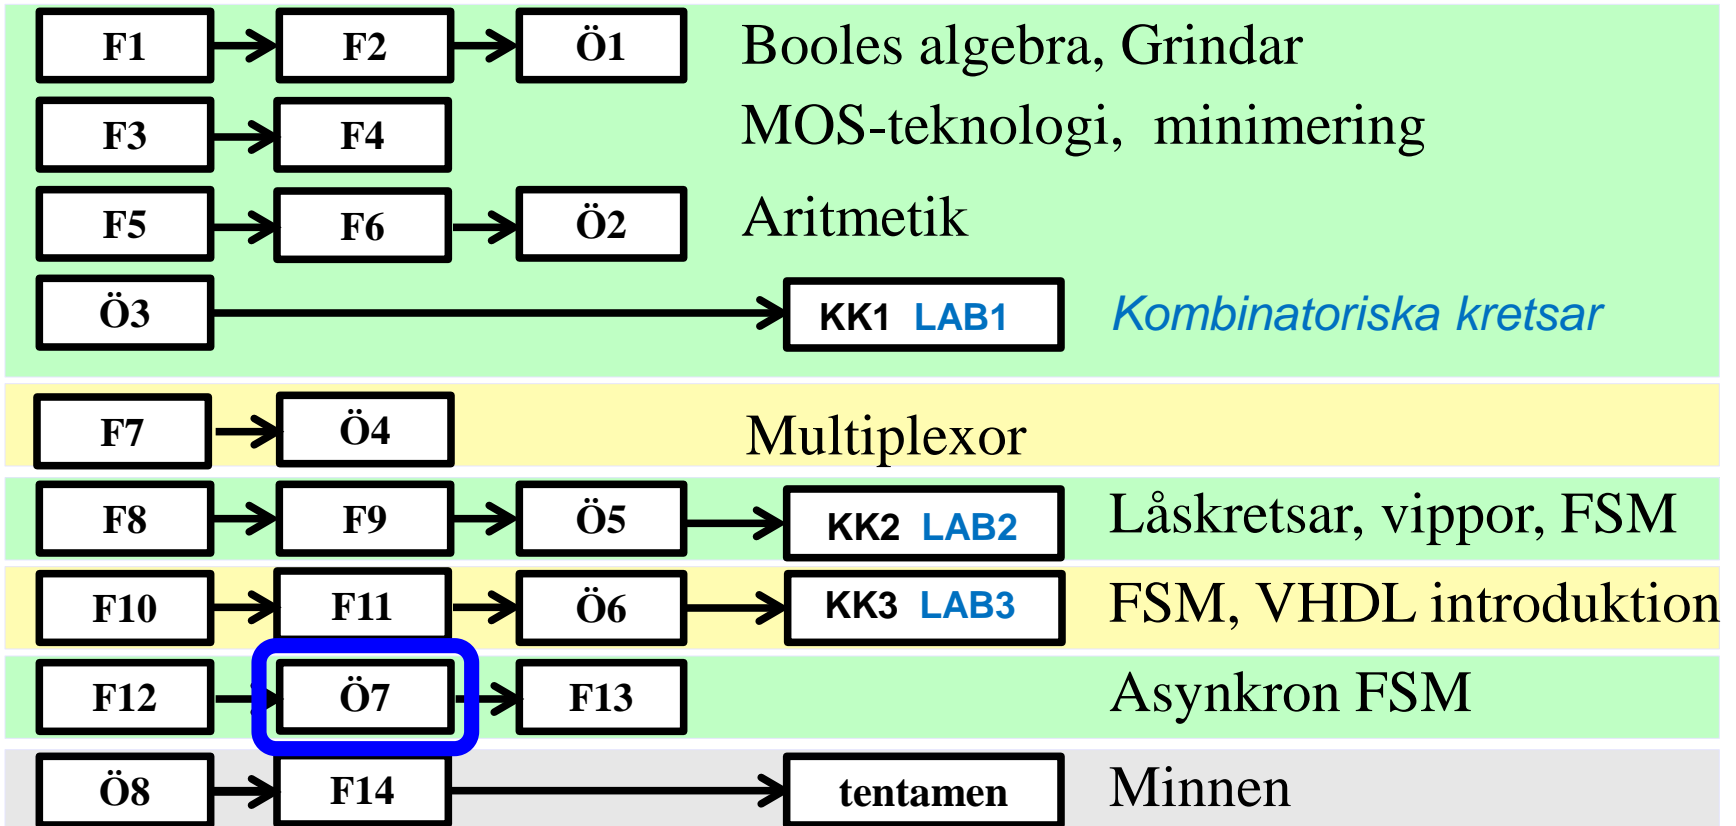 F1 F2 Ö1 Booles algebra, Grindar
F3 F4 MOS-teknologi, minimering
F5 F6 Ö2 Aritmetik
Ö3 KK1 LAB1 Kombinatoriska kretsar
F7 Ö4 Multiplexor
F8 F9 Ö5 KK2 LAB2 Låskretsar, vippor, FSM
F10 F11 Ö6 KK3 LAB3 FSM, VHDL introduktion
F12 Ö7 F13 Asynkron FSM
Ö8 F14 tentamen Minnen